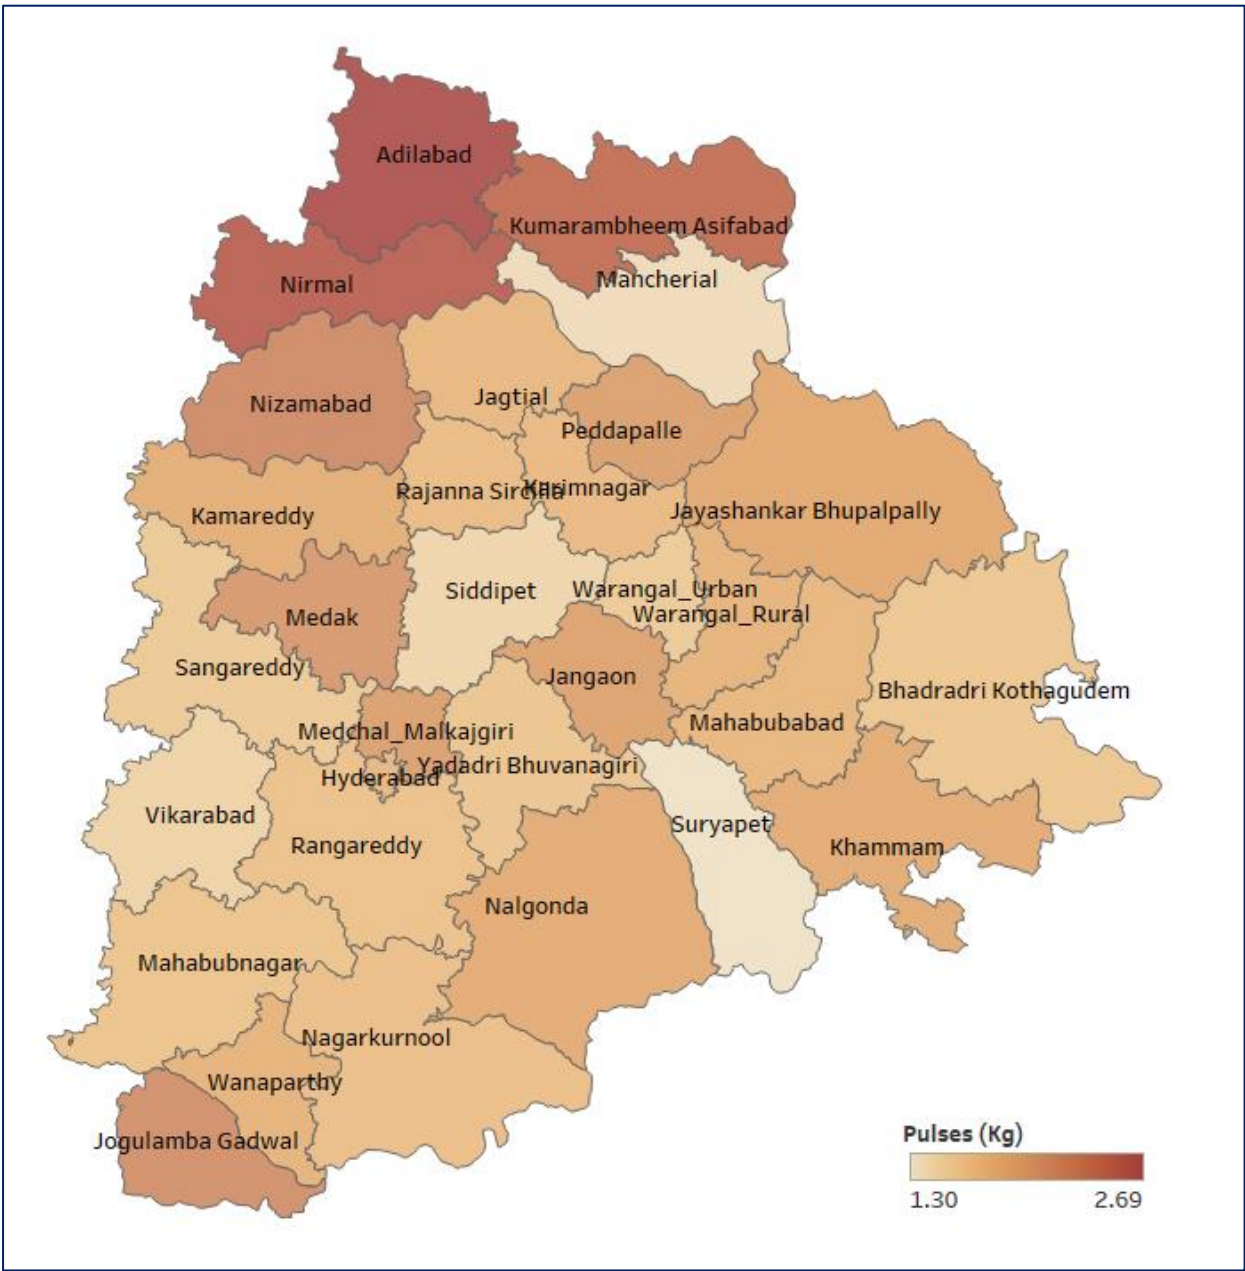 Adilabad
Kumarambheem Asifabad
Mancherial
Nirmal
Jagtial
Nizamabad
Peddapalle
Rajanna Sircilla
Karimnagar
Jayashankar Bhupalpally
Kamareddy
Siddipet
Warangal_Urban
Warangal_Rural
Medak
Sangareddy
Jangaon
Bhadradri Kothagudem
Mahabubabad
Medchal_Malkajgiri
Yadadri Bhuvanagiri
Hyderabad
Vikarabad
Suryapet
Rangareddy
Khammam
Nalgonda
Mahabubnagar
Nagarkurnool
Wanaparthy
Jogulamba Gadwal
Pulses (Kg)
1.30 2.69